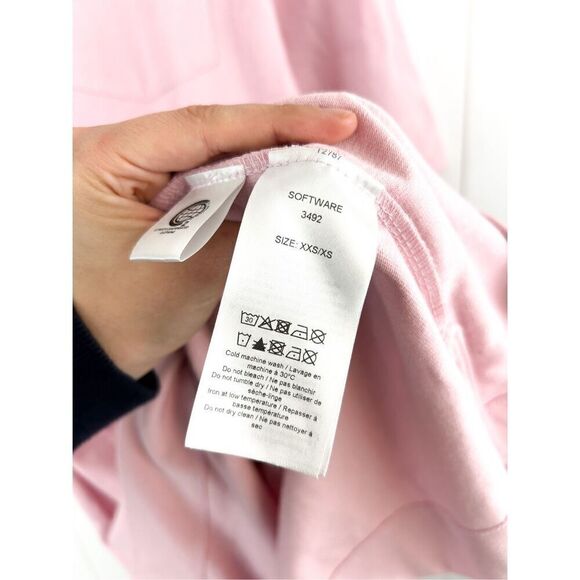 12787
SOFTWARE
3492
SIZE: XXS/XS
30
Cold machine wash / Lavage en
machine à 30°C
Do not bleach / Ne pas blanchir
Do not tumble dry / Ne pas utiliser de
sèche-linge
Iron at low temperature / Repasser à
basse température
Do not dry clean / Ne pas nettoyer à
sec